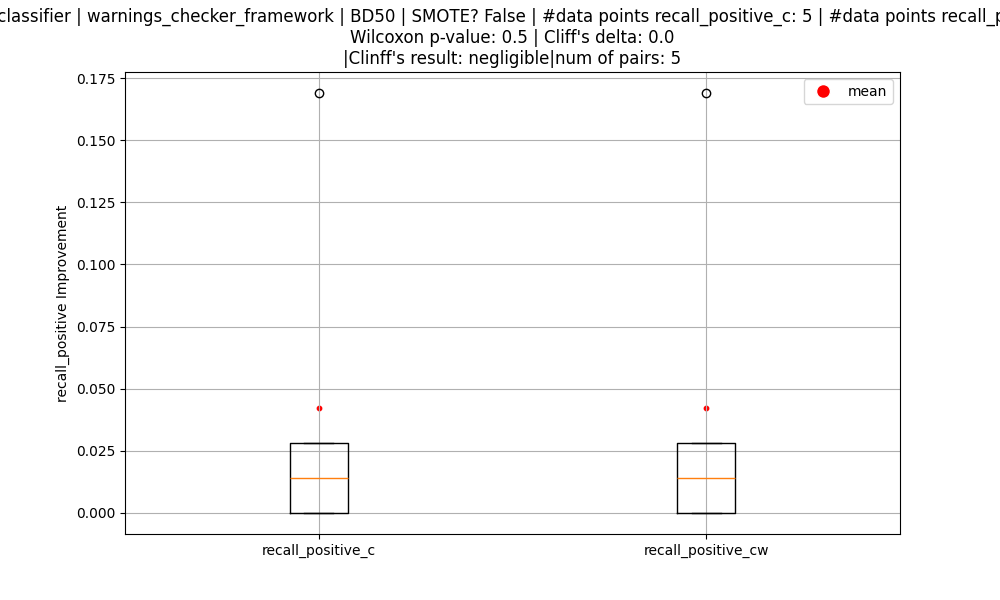 classifier | warnings_checker_framework | BD50 | SMOTE? False | #data points recall_positive_c: 5 | #data points
Wilcoxon p-value: 0.5 | Cliff's delta: 0.0
|Clinff's result: negligible|num of pairs: 5
0.175
0.150
0.125
0.100
0.075
0.050
0.025
0.000
recall_positive Improvement
mean
recall_positive_c
recall_positive_cw